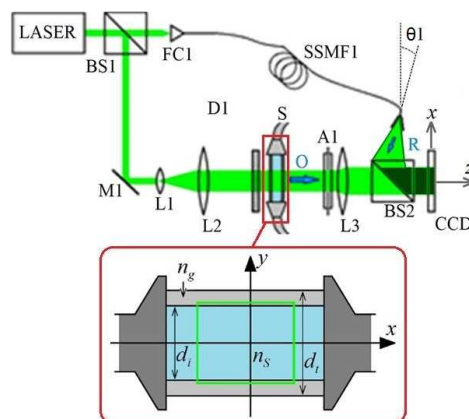 LASER
BS1
FC1
SSMF1
θ1
D1
S
x
A1
O
R
z
M1
L1
L2
L3
BS2
CCD
n_g
y
x
d_i
n_S
d_t